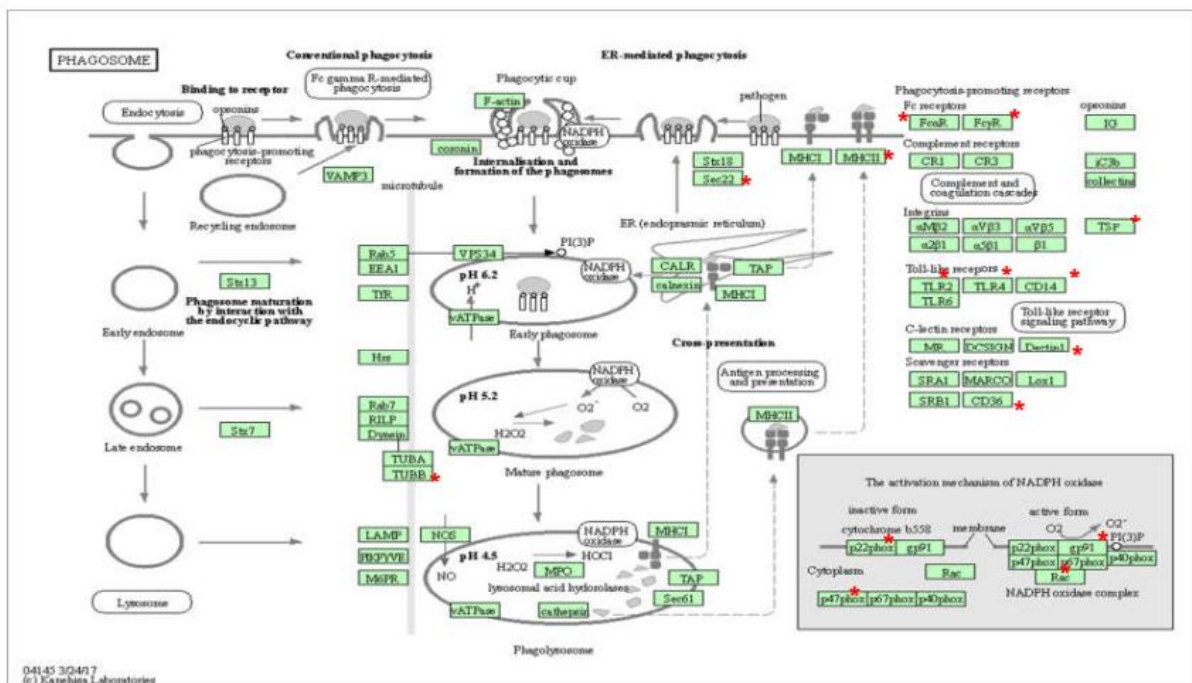 PHAGOSOME
Conventional phagocytosis
ER-mediated phagocytosis
Binding to receptor
Fc gamma R-mediated
phagocytosis
Phagocytic cup
F-actin
NADPH
oxidase
pathogen
Endocytosis
opsonins
phagocytosis-promoting
receptors
VAMP3
coronin
microtubule
Internalisation and
formation of the phagosomes
Stx18
Sec22 *
MHCI
MHCII *
Recycling endosome
ER (endoprasmic reticulum)
Phagocytosis-promoting receptors
Fc receptors
* FcαR
FcγR *
opsonins
IG
Complement receptors
CR1
CR3
iC3b
collectins
Complement and
coagulation cascades
Integrins
αMβ2
αVβ3
αVβ5
α2β1
α5β1
β1
TSP *
Toll-like receptors * * *
TLR2
TLR4
CD14
TLR6
Toll-like receptor
signaling pathway
C-lectin receptors
MR
DCSIGN
Dectin1 *
Scavenger receptors
SRA1
MARCO
Lox1
SRB1
CD36 *
Stx13
Phagosome maturation
by interaction with
the endocyclic pathway
Early endosome
Rab5
EEA1
VPS34
PI(3)P
TfR
pH 6.2
H+
vATPase
NADPH
oxidase
Early phagosome
CALR
calnexin
TAP
MHCI
Cross-presentation
Antigen processing
and presentation
MHCII
Hrs
Late endosome
Stx7
Rab7
RILP
Dynein
TUBA
TUBB *
pH 5.2
NADPH
oxidase
O2-
O2
H2O2
vATPase
Mature phagosome
Lysosome
LAMP
PIKFYVE
M6PR
NOS
NO
pH 4.5
H2O2
MPO
HOCl
NADPH
oxidase
MHCI
lysosomal acid hydrorolases
TAP
Sec61
vATPase
cathepsin
Phagolysosome
The activation mechanism of NADPH oxidase
inactive form
cytochrome b558
membrane
active form
O2
O2-
PI(3)P
p22phox *
gp91
Cytoplasm
Rac
p47phox *
p67phox
p40phox
p22phox
gp91 *
p47phox
p67phox
p40phox
Rac *
NADPH oxidase complex
04145 3/24/17
(c) Kanehisa Laboratories